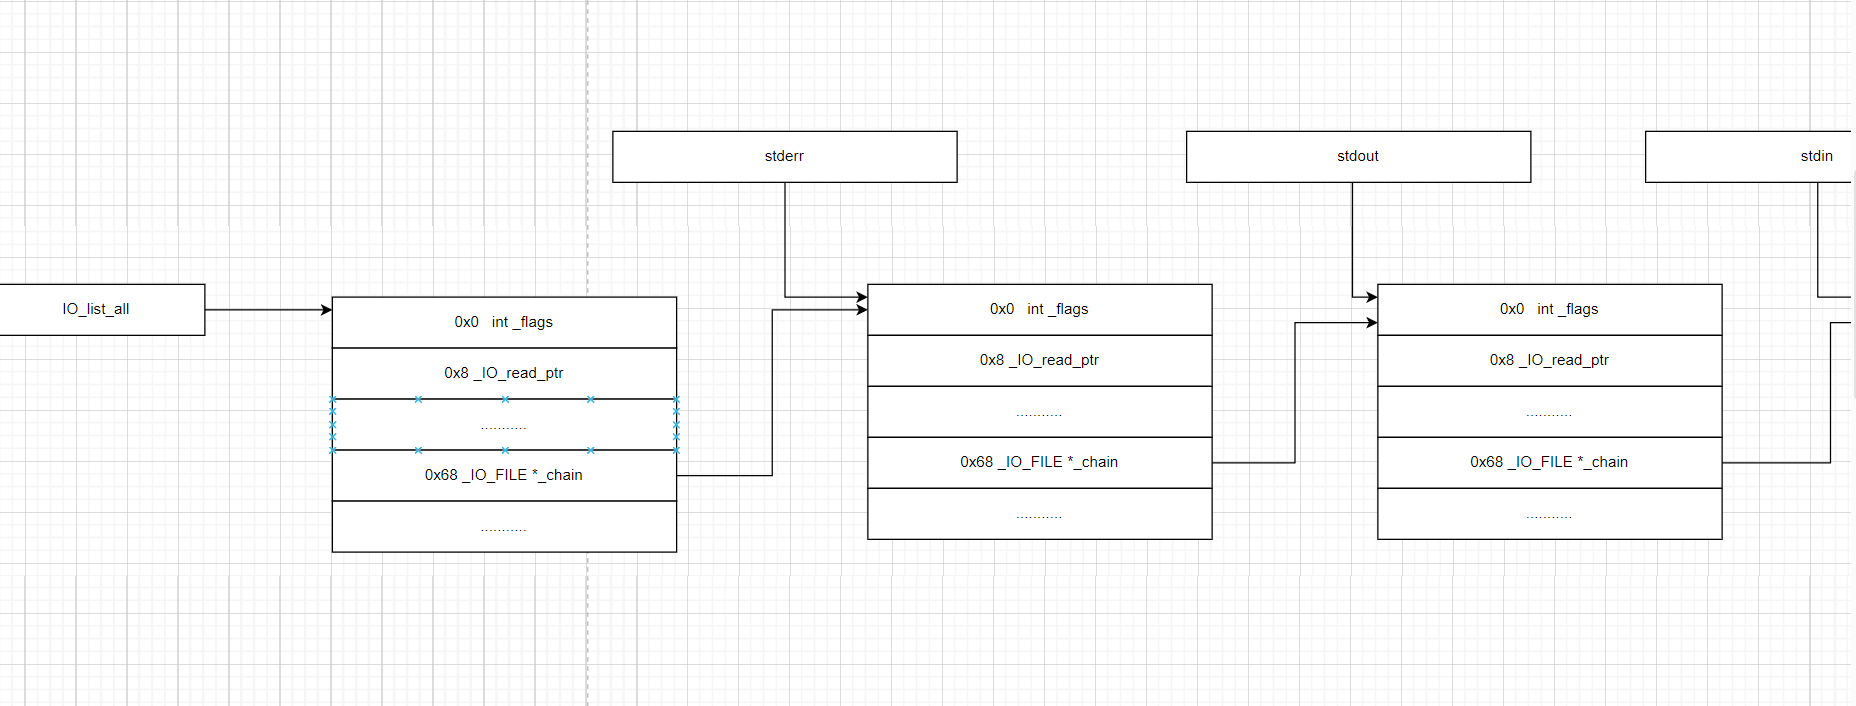 stderr
stdout
stdin
IO_list_all
0x0 int _flags
0x8 _IO_read_ptr
...........
0x68 _IO_FILE *_chain
...........
0x0 int _flags
0x8 _IO_read_ptr
...........
0x68 _IO_FILE *_chain
...........
0x0 int _flags
0x8 _IO_read_ptr
...........
0x68 _IO_FILE *_chain
...........